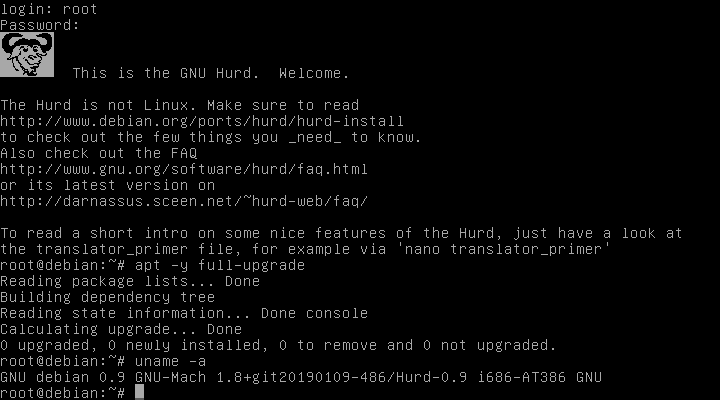 login: root
Password:
This is the GNU Hurd.  Welcome.
The Hurd is not Linux. Make sure to read
http://www.debian.org/ports/hurd/hurd-install
to check out the few things you _need_ to know.
Also check out the FAQ
http://www.gnu.org/software/hurd/faq.html
or its latest version on
http://darnassus.sceen.net/~hurd-web/faq/
To read a short intro on some nice features of the Hurd, just have a look at
the translator_primer file, for example via 'nano translator_primer'
root@debian:~# apt -y full-upgrade
Reading package lists... Done
Building dependency tree
Reading state information... Done console
Calculating upgrade... Done
0 upgraded, 0 newly installed, 0 to remove and 0 not upgraded.
root@debian:~# uname -a
GNU debian 0.9 GNU-Mach 1.8+git20190109-486/Hurd-0.9 i686-AT386 GNU
root@debian:~#